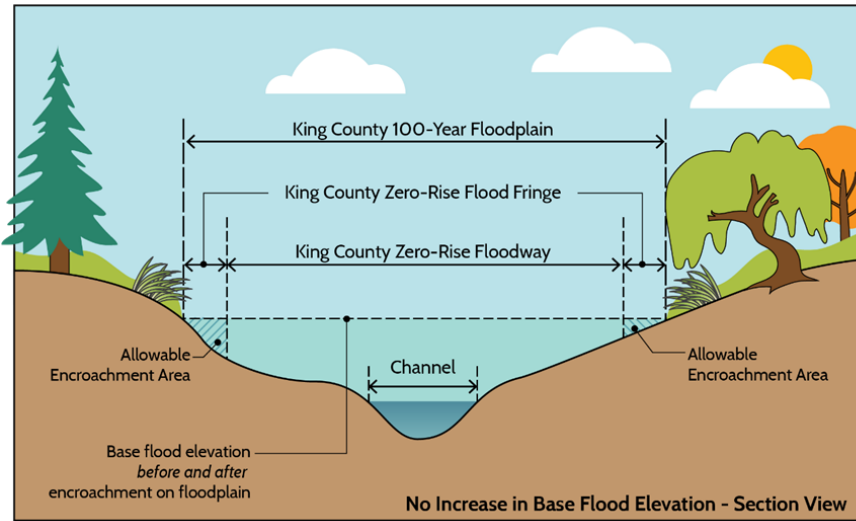 King County 100-Year Floodplain
King County Zero-Rise Flood Fringe
King County Zero-Rise Floodway
Allowable
Encroachment Area
Channel
Allowable
Encroachment Area
Base flood elevation
before and after
encroachment on floodplain
No Increase in Base Flood Elevation - Section View